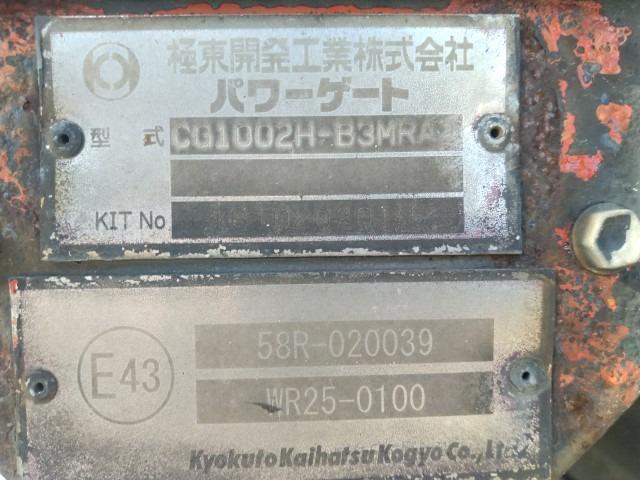 極東開発工業株式会社
パワーゲート
型 式 CG1002H-B3MRA
KIT No
E43
58R-020039
WR25-0100
Kyokuto Kaihatsu Kogyo Co., Ltd.